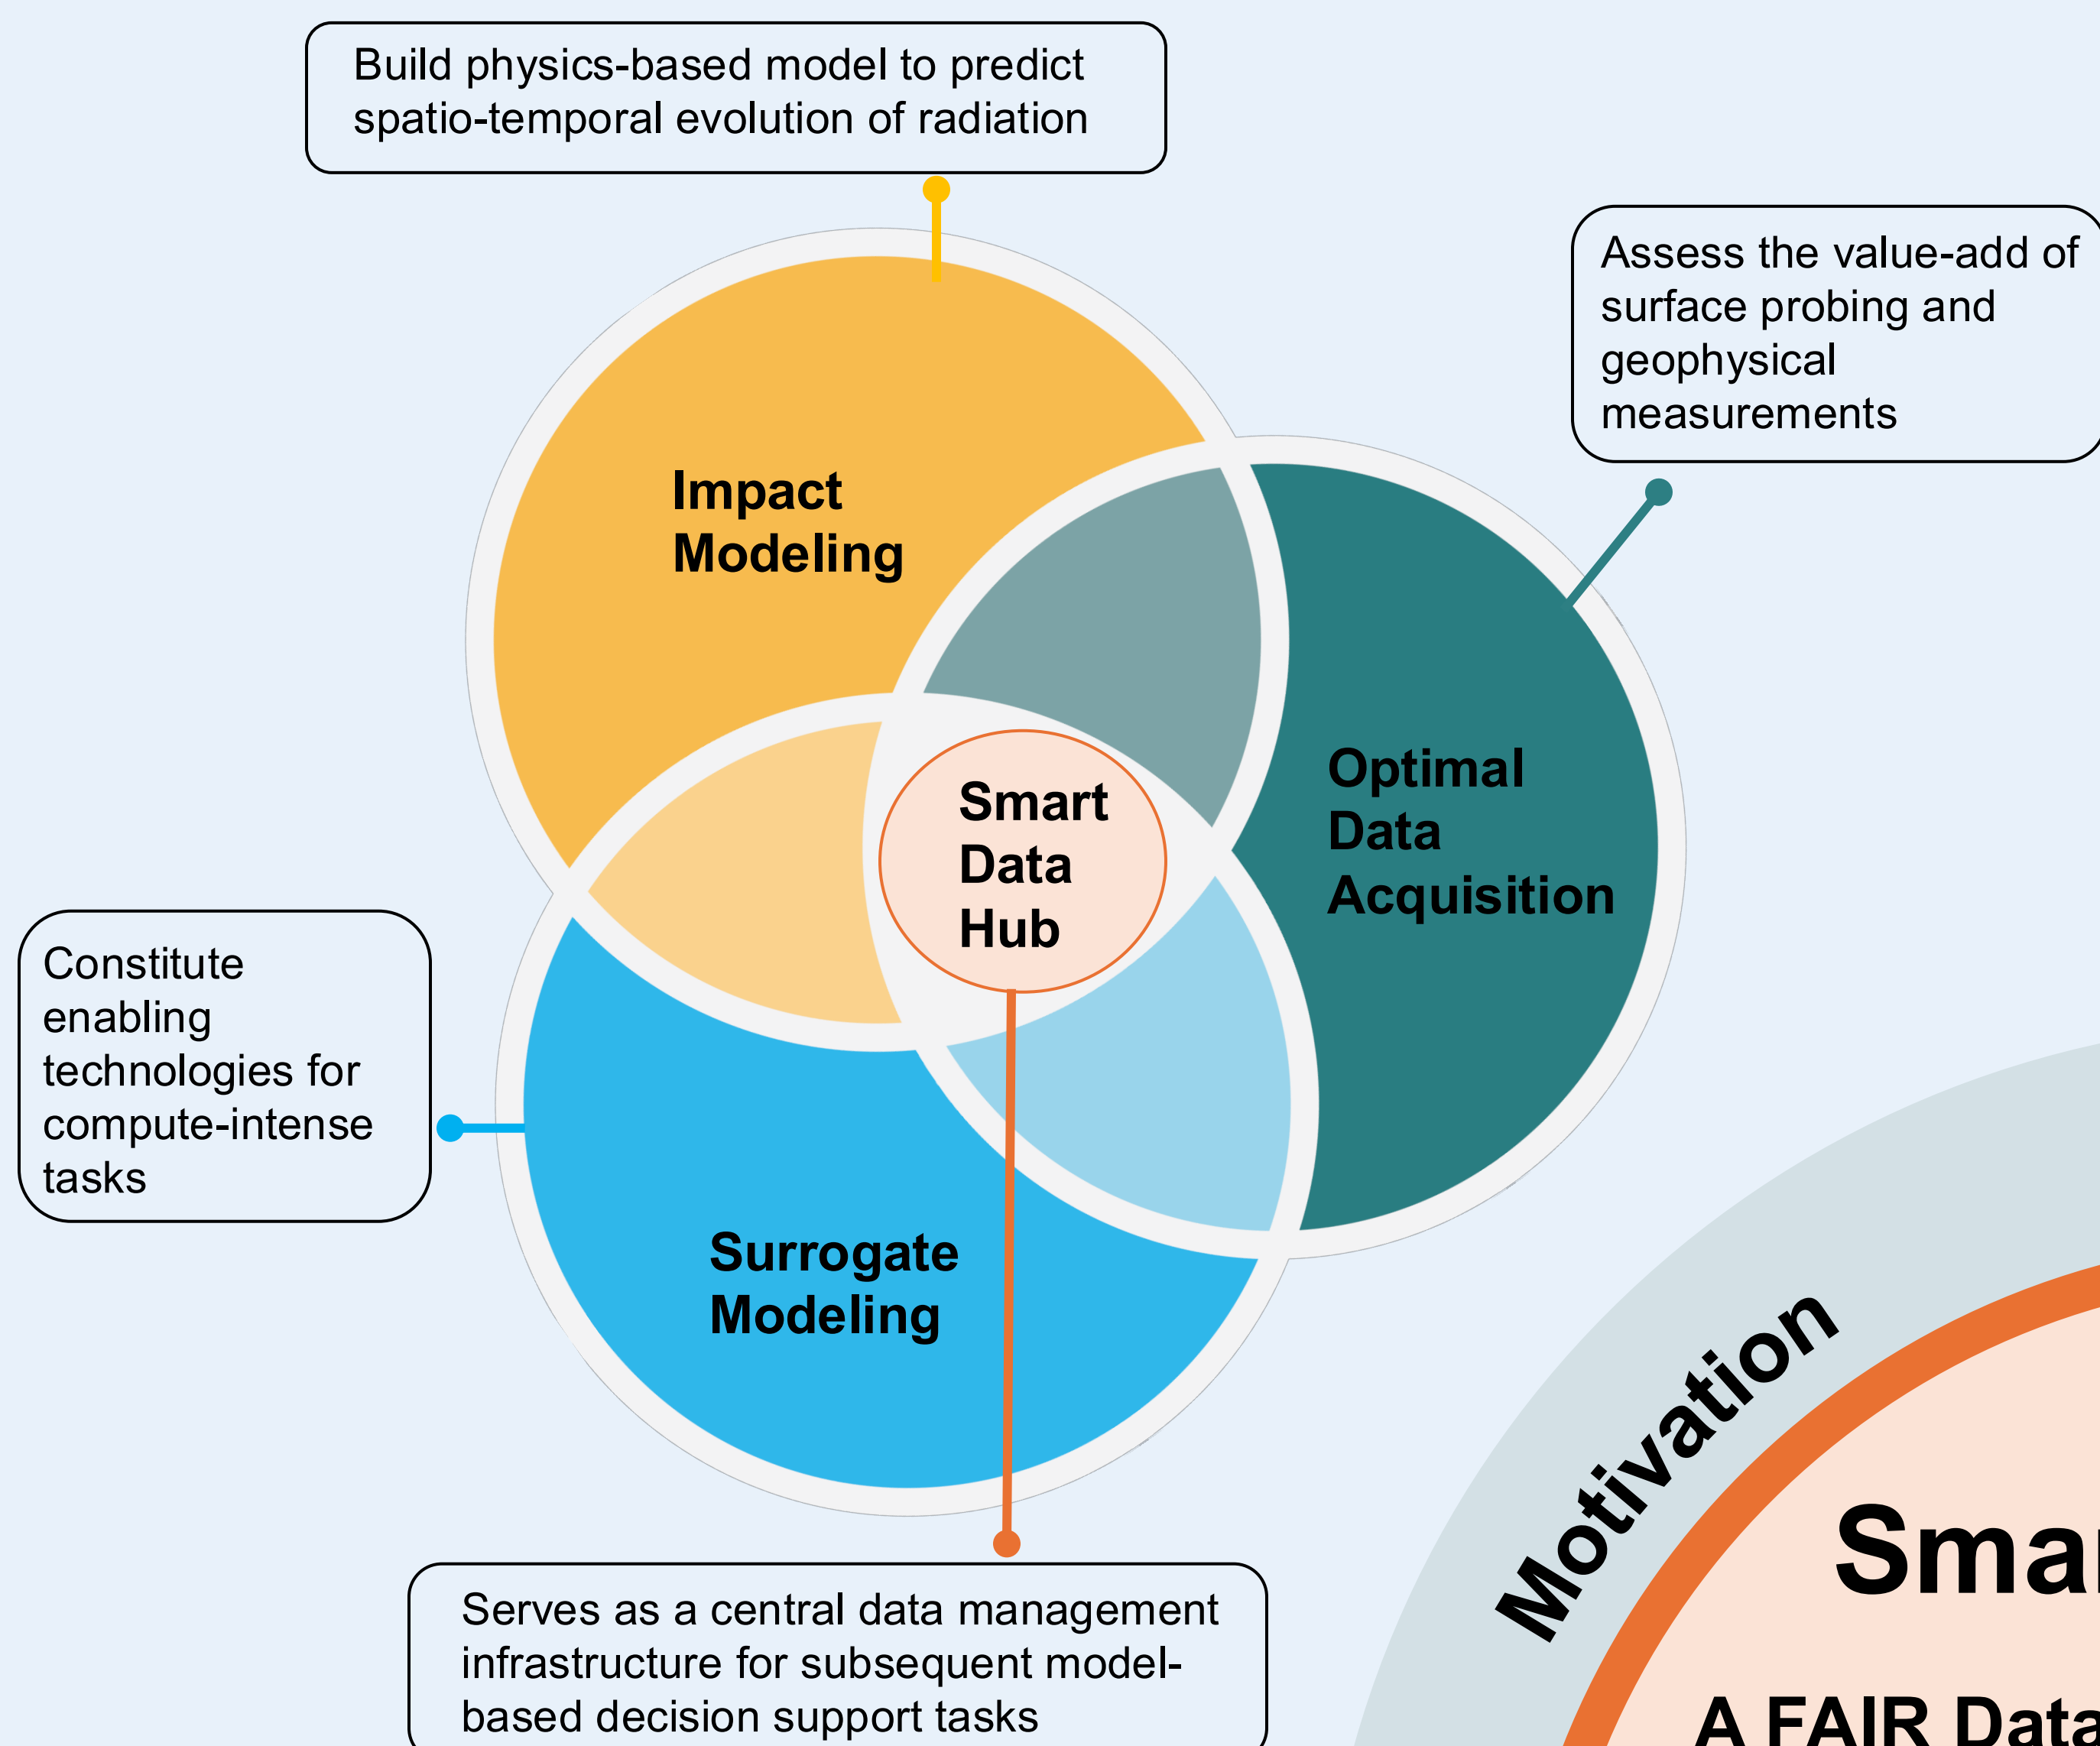 Build physics-based model to predict
spatio-temporal evolution of radiation
Assess the value-add of
surface probing and
geophysical
measurements
Impact
Modeling
Optimal
Data
Acquisition
Smart
Data
Hub
Constitute
enabling
technologies for
compute-intense
tasks
Surrogate
Modeling
Serves as a central data management
infrastructure for subsequent model-
based decision support tasks
Motivation
A FAIR Data